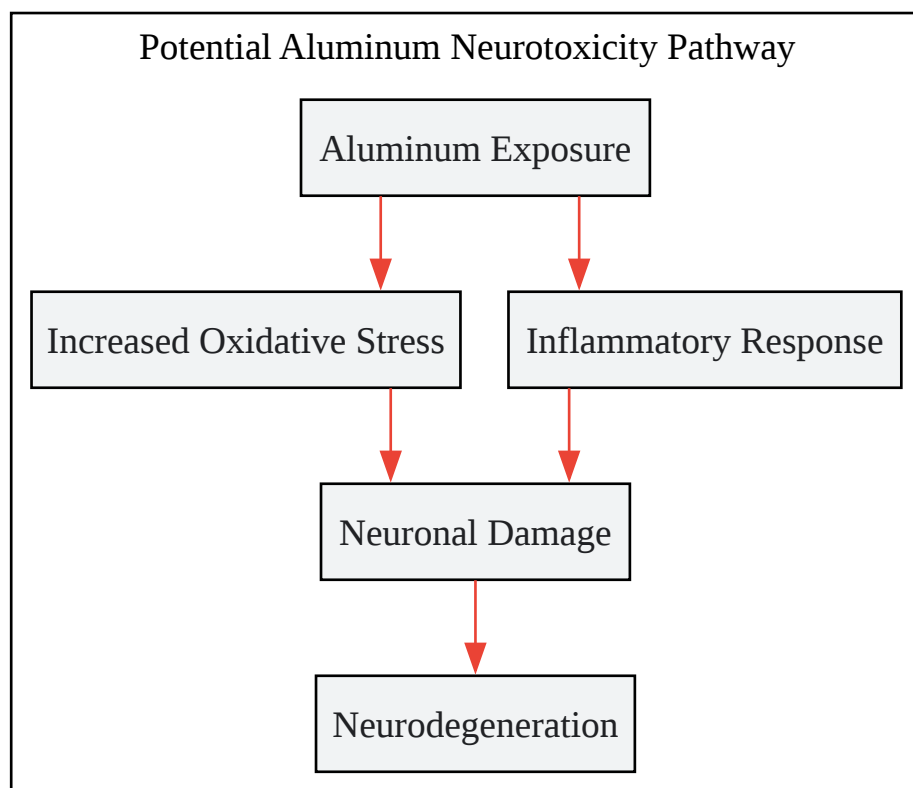 Potential Aluminum Neurotoxicity Pathway
Aluminum Exposure
Increased Oxidative Stress
Inflammatory Response
Neuronal Damage
Neurodegeneration